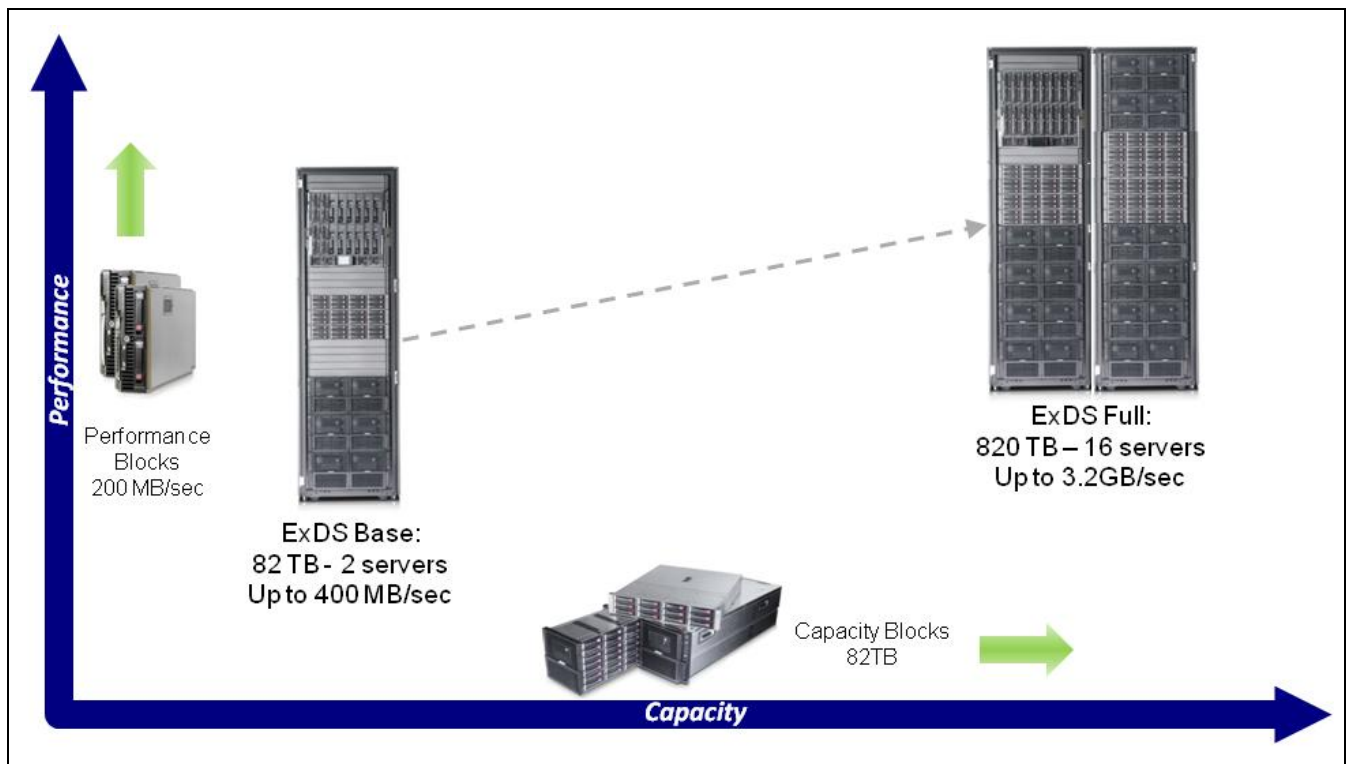 Performance
Performance
Blocks
200 MB/sec
ExDS Base:
82 TB - 2 servers
Up to 400 MB/sec
ExDS Full:
820 TB – 16 servers
Up to 3.2GB/sec
Capacity Blocks
82TB
Capacity